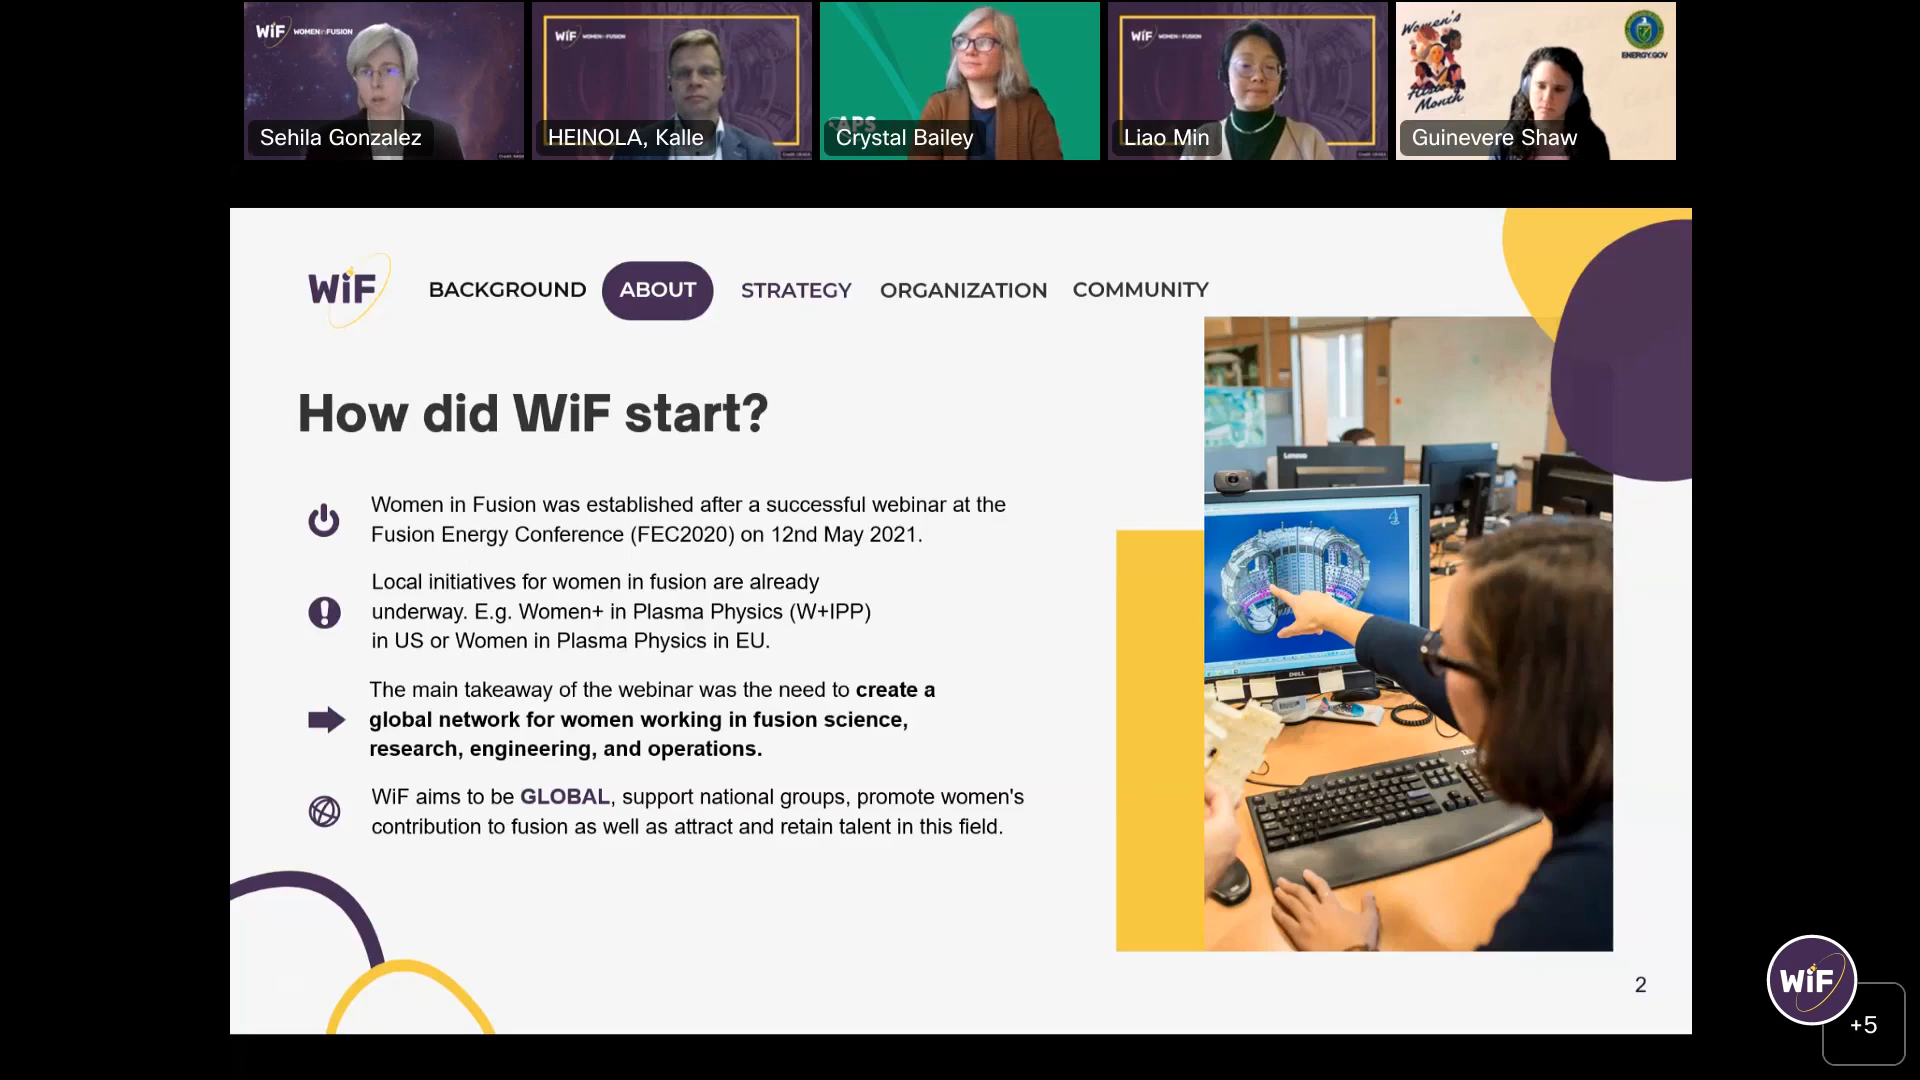 WiF WOMEN in FUSION
Sehila Gonzalez
WiF WOMEN in FUSION
HEINOLA, Kalle
APS
Crystal Bailey
WiF WOMEN in FUSION
Liao Min
Women's
History
Month
ENERGY.GOV
Guinevere Shaw
WiF
BACKGROUND ABOUT STRATEGY ORGANIZATION COMMUNITY
How did WiF start?
Women in Fusion was established after a successful webinar at the
Fusion Energy Conference (FEC2020) on 12nd May 2021.
Local initiatives for women in fusion are already
underway. E.g. Women+ in Plasma Physics (W+IPP)
in US or Women in Plasma Physics in EU.
The main takeaway of the webinar was the need to create a
global network for women working in fusion science,
research, engineering, and operations.
WiF aims to be GLOBAL, support national groups, promote women's
contribution to fusion as well as attract and retain talent in this field.
Lenovo
DELL
2
WiF
+5